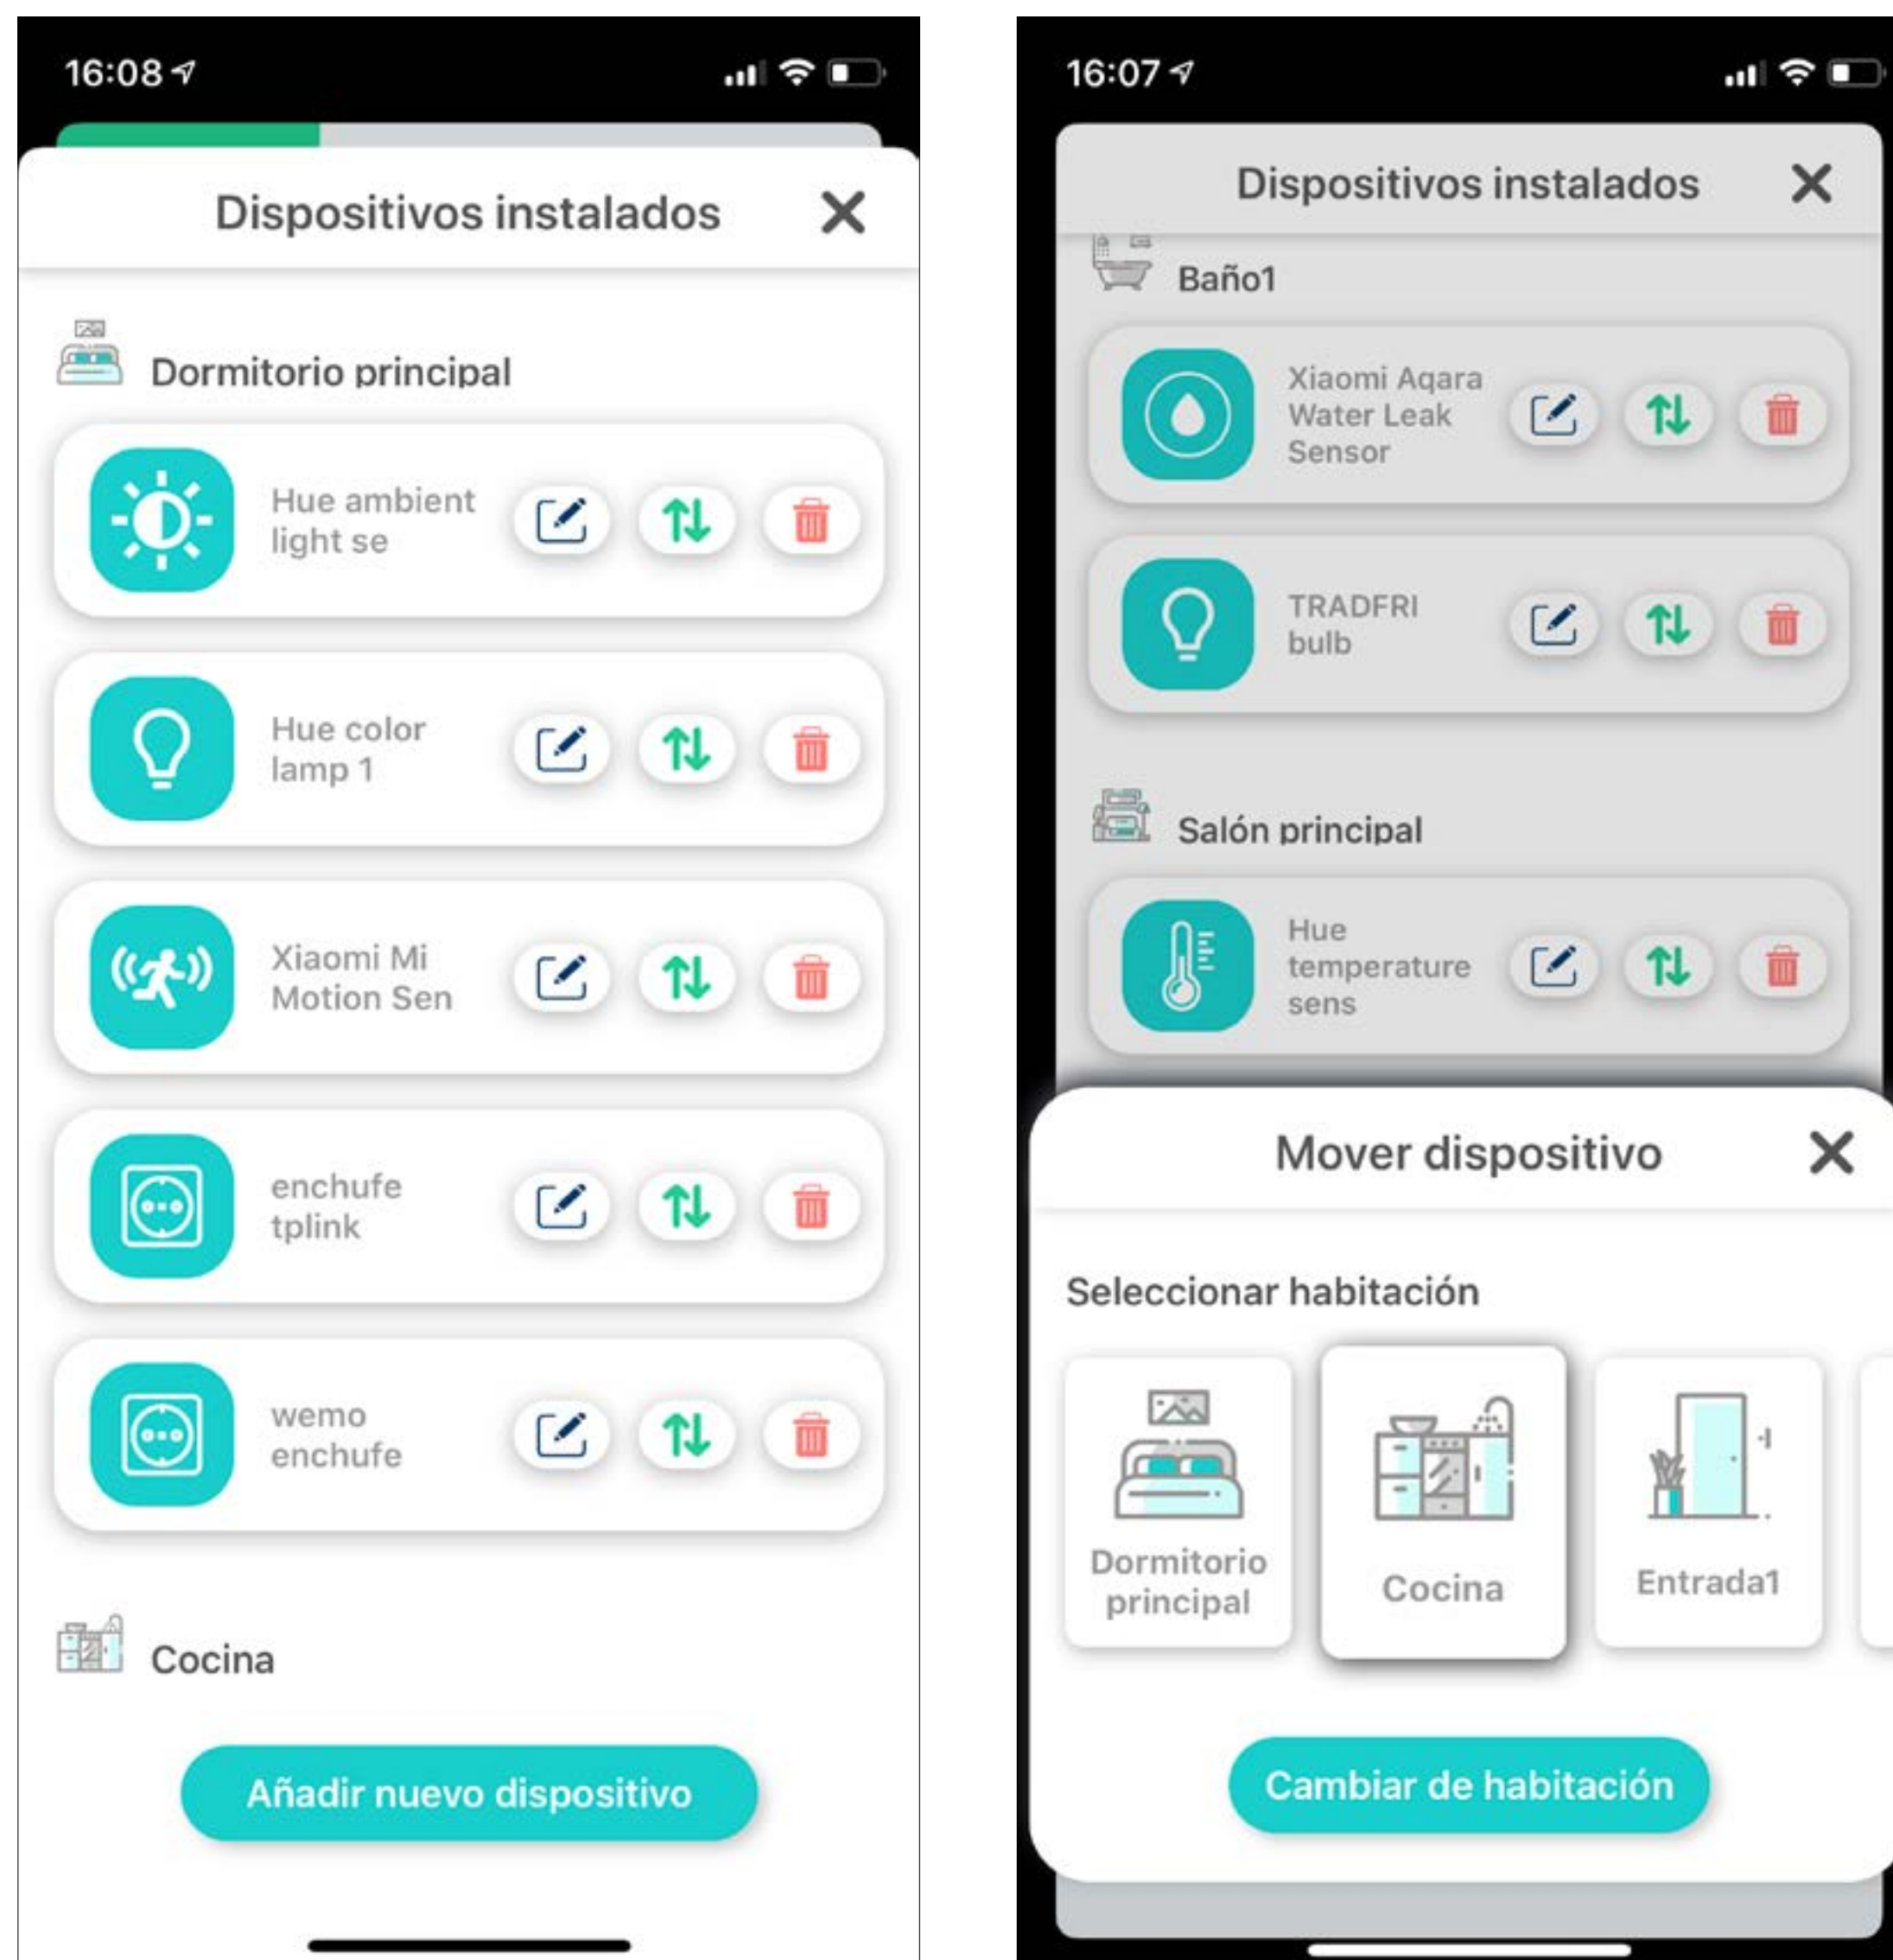 16:08
Dispositivos instalados
Dormitorio principal
Hue ambient
light se
Hue color
lamp 1
Xiaomi Mi
Motion Sen
enchufe
tplink
wemo
enchufe
Cocina
Añadir nuevo dispositivo
16:07
Dispositivos instalados
Baño1
Xiaomi Aqara
Water Leak
Sensor
TRADFRI
bulb
Salón principal
Hue
temperature
sens
Mover dispositivo
Seleccionar habitación
Dormitorio
principal
Cocina
Entrada1
Cambiar de habitación